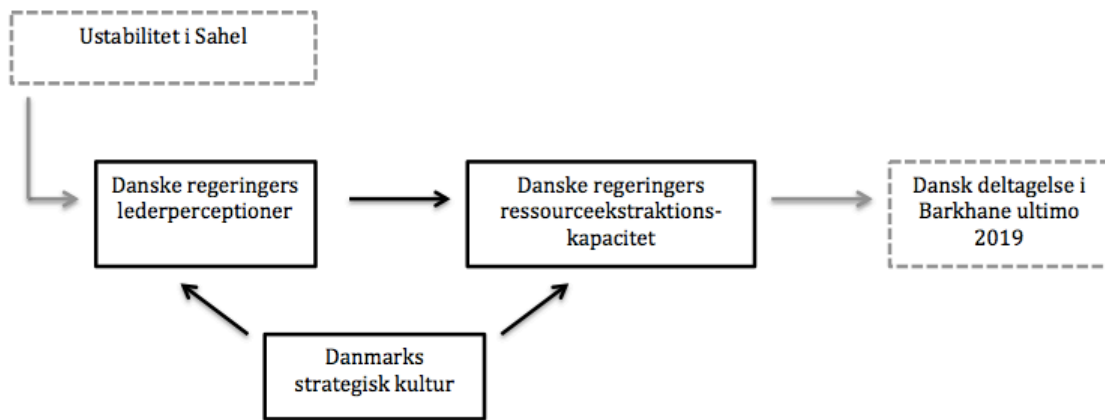 Ustabilitet i Sahel
Danske regeringers
lederperceptioner
Danske regeringers
ressourceekstraktions-
kapacitet
Dansk deltagelse i
Barkhane ultimo
2019
Danmarks
strategisk kultur